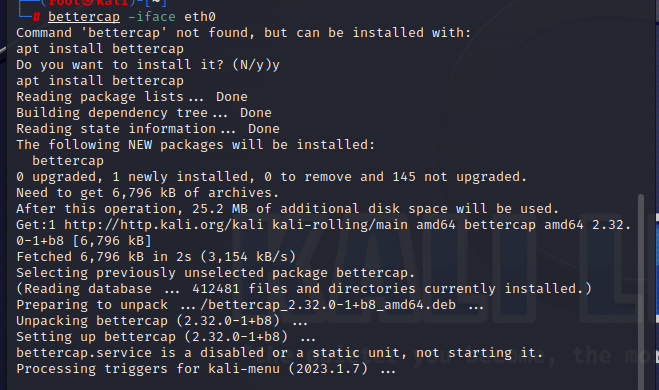 (root㉿kali)-[~]
# bettercap -iface eth0
Command 'bettercap' not found, but can be installed with:
apt install bettercap
Do you want to install it? (N/y)y
apt install bettercap
Reading package lists... Done
Building dependency tree... Done
Reading state information... Done
The following NEW packages will be installed:
  bettercap
0 upgraded, 1 newly installed, 0 to remove and 145 not upgraded.
Need to get 6,796 kB of archives.
After this operation, 25.2 MB of additional disk space will be used.
Get:1 http://http.kali.org/kali kali-rolling/main amd64 bettercap amd64 2.32.
0-1+b8 [6,796 kB]
Fetched 6,796 kB in 2s (3,154 kB/s)
Selecting previously unselected package bettercap.
(Reading database ... 412481 files and directories currently installed.)
Preparing to unpack .../bettercap_2.32.0-1+b8_amd64.deb ...
Unpacking bettercap (2.32.0-1+b8) ...
Setting up bettercap (2.32.0-1+b8) ...
bettercap.service is a disabled or a static unit, not starting it.
Processing triggers for kali-menu (2023.1.7) ...